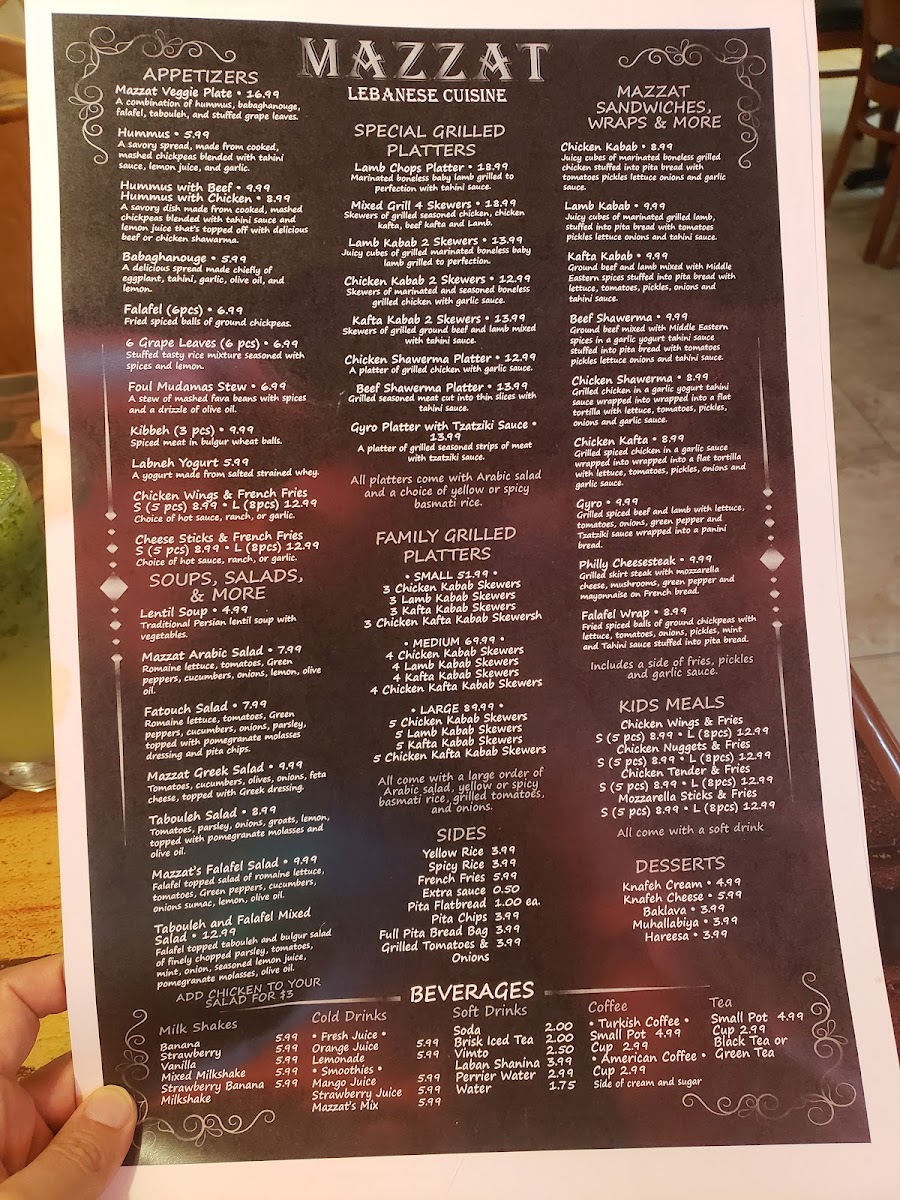 MAZZAT
LEBANESE CUISINE
APPETIZERS
Mazzat Veggie Plate • 16.99
A combination of hummus, babaghanouge,
falafel, tabouleh, and stuffed grape leaves.
Hummus • 5.99
A savory spread, made from cooked,
mashed chickpeas blended with tahini
sauce, lemon juice, and garlic.
Hummus with Beef • 9.99
Hummus with Chicken • 8.99
A savory dish made from cooked, mashed
chickpeas blended with tahini sauce and
lemon juice that's topped off with delicious
beef or chicken shawarma.
Babaghanouge • 5.99
A delicious spread made chiefly of
eggplant, tahini, garlic, olive oil, and
lemon.
Falafel (6pcs) • 6.99
Fried spiced balls of ground chickpeas.
6 Grape Leaves (6 pcs) • 6.99
Stuffed tasty rice mixture seasoned with
spices and lemon.
Foul Mudamas Stew • 6.99
A stew of mashed fava beans with spices
and a drizzle of olive oil.
Kibbeh (3 pcs) • 9.99
Spiced meat in bulgur wheat balls.
Labneh Yogurt 5.99
A yogurt made from salted strained whey.
Chicken Wings & French Fries
S (5 pcs) 8.99 • L (8pcs) 12.99
Choice of hot sauce, ranch, or garlic.
Cheese Sticks & French Fries
S (5 pcs) 8.99 • L (8pcs) 12.99
Choice of hot sauce, ranch, or garlic.
SOUPS, SALADS,
& MORE
Lentil Soup • 4.99
Traditional Persian lentil soup with
vegetables.
Mazzat Arabic Salad • 7.99
Romaine lettuce, tomatoes, Green
peppers, cucumbers, onions, lemon, olive
oil.
Fatouch Salad • 7.99
Romaine lettuce, tomatoes, Green
peppers, cucumbers, onions, parsley,
topped with pomegranate molasses
dressing and pita chips.
Mazzat Greek Salad • 9.99
Tomatoes, cucumbers, olives, onions, feta
cheese, topped with Greek dressing.
Tabouleh Salad • 8.99
Tomatoes, parsley, onions, groats, lemon,
topped with pomegranate molasses and
olive oil.
Mazzat's Falafel Salad • 9.99
Falafel topped salad of romaine lettuce,
tomatoes, Green peppers, cucumbers,
onions sumac, lemon, olive oil.
Tabouleh and Falafel Mixed
Salad • 12.99
Falafel topped tabouleh and bulgur salad
of finely chopped parsley, tomatoes,
mint, onion, seasoned lemon juice,
pomegranate molasses, olive oil.
ADD CHICKEN TO YOUR
SALAD FOR $3
SPECIAL GRILLED
PLATTERS
Lamb Chops Platter • 18.99
Marinated boneless baby lamb grilled to
perfection with tahini sauce.
Mixed Grill 4 Skewers • 18.99
Skewers of grilled seasoned chicken, chicken
kafta, beef kafta and Lamb.
Lamb Kabab 2 Skewers • 13.99
Juicy cubes of grilled marinated boneless baby
lamb grilled to perfection.
Chicken Kabab 2 Skewers • 12.99
Skewers of marinated and seasoned boneless
grilled chicken with garlic sauce.
Kafta Kabab 2 Skewers • 13.99
Skewers of grilled ground beef and lamb mixed
with tahini sauce.
Chicken Shawerma Platter • 12.99
A platter of grilled chicken with garlic sauce.
Beef Shawerma Platter • 13.99
Grilled seasoned meat cut into thin slices with
tahini sauce.
Gyro Platter with Tzatziki Sauce •
13.99
A platter of grilled seasoned strips of meat
with tzatziki sauce.
All platters come with Arabic salad
and a choice of yellow or spicy
basmati rice.
FAMILY GRILLED
PLATTERS
• SMALL 51.99 •
3 Chicken Kabab Skewers
3 Lamb Kabab Skewers
3 Kafta Kabab Skewers
3 Chicken Kafta Kabab Skewersh
• MEDIUM 69.99 •
4 Chicken Kabab Skewers
4 Lamb Kabab Skewers
4 Kafta Kabab Skewers
4 Chicken Kafta Kabab Skewers
• LARGE 89.99 •
5 Chicken Kabab Skewers
5 Lamb Kabab Skewers
5 Kafta Kabab Skewers
5 Chicken Kafta Kabab Skewers
All come with a large order of
Arabic salad, yellow or spicy
basmati rice, grilled tomatoes,
and onions.
SIDES
Yellow Rice 3.99
Spicy Rice 3.99
French Fries 5.99
Extra sauce 0.50
Pita Flatbread 1.00 ea.
Pita Chips 3.99
Full Pita Bread Bag 3.99
Grilled Tomatoes & 3.99
Onions
MAZZAT
SANDWICHES,
WRAPS & MORE
Chicken Kabab • 8.99
Juicy cubes of marinated boneless grilled
chicken stuffed into pita bread with
tomatoes pickles lettuce onions and garlic
sauce.
Lamb Kabab • 9.99
Juicy cubes of marinated grilled lamb,
stuffed into pita bread with tomatoes
pickles lettuce onions and tahini sauce.
Kafta Kabab • 9.99
Ground beef and lamb mixed with Middle
Eastern spices stuffed into pita bread with
lettuce, tomatoes, pickles, onions and
tahini sauce.
Beef Shawerma • 9.99
Ground beef mixed with Middle Eastern
spices in a garlic yogurt tahini sauce
stuffed into pita bread with tomatoes
pickles lettuce onions and tahini sauce.
Chicken Shawerma • 8.99
Grilled chicken in a garlic yogurt tahini
sauce wrapped into wrapped into a flat
tortilla with lettuce, tomatoes, pickles,
onions and garlic sauce.
Chicken Kafta • 8.99
Grilled spiced chicken in a garlic sauce
wrapped into wrapped into a flat tortilla
with lettuce, tomatoes, pickles, onions and
garlic sauce.
Gyro • 9.99
Grilled spiced beef and lamb with lettuce,
tomatoes, onions, green pepper and
Tzatziki sauce wrapped into a panini
bread.
Philly Cheesesteak • 9.99
Grilled skirt steak with mozzarella
cheese, mushrooms, green pepper and
mayonnaise on French bread.
Falafel Wrap • 8.99
Fried spiced balls of ground chickpeas with
lettuce, tomatoes, onions, pickles, mint
and Tahini sauce stuffed into pita bread.
Includes a side of fries, pickles
and garlic sauce.
KIDS MEALS
Chicken Wings & Fries
S (5 pcs) 8.99 • L (8pcs) 12.99
Chicken Nuggets & Fries
S (5 pcs) 8.99 • L (8pcs) 12.99
Chicken Tender & Fries
S (5 pcs) 8.99 • L (8pcs) 12.99
Mozzarella Sticks & Fries
S (5 pcs) 8.99 • L (8pcs) 12.99
All come with a soft drink
DESSERTS
Knafeh Cream • 4.99
Knafeh Cheese • 5.99
Baklava • 3.99
Muhallabiya • 3.99
Hareesa • 3.99
BEVERAGES
Milk Shakes
Banana 5.99
Strawberry 5.99
Vanilla 5.99
Mixed Milkshake 5.99
Strawberry Banana 5.99
Milkshake
Cold Drinks
• Fresh Juice •
Orange Juice 5.99
Lemonade 5.99
• Smoothies •
Mango Juice 5.99
Strawberry Juice 5.99
Mazzat's Mix 5.99
Soft Drinks
Soda 2.00
Brisk Iced Tea 2.00
Vimto 2.50
Laban Shanina 3.99
Perrier Water 2.99
Water 1.75
Coffee
• Turkish Coffee •
Small Pot 4.99
Cup 2.99
• American Coffee •
Cup 2.99
Side of cream and sugar
Tea
Small Pot 4.99
Cup 2.99
Black Tea or
Green Tea